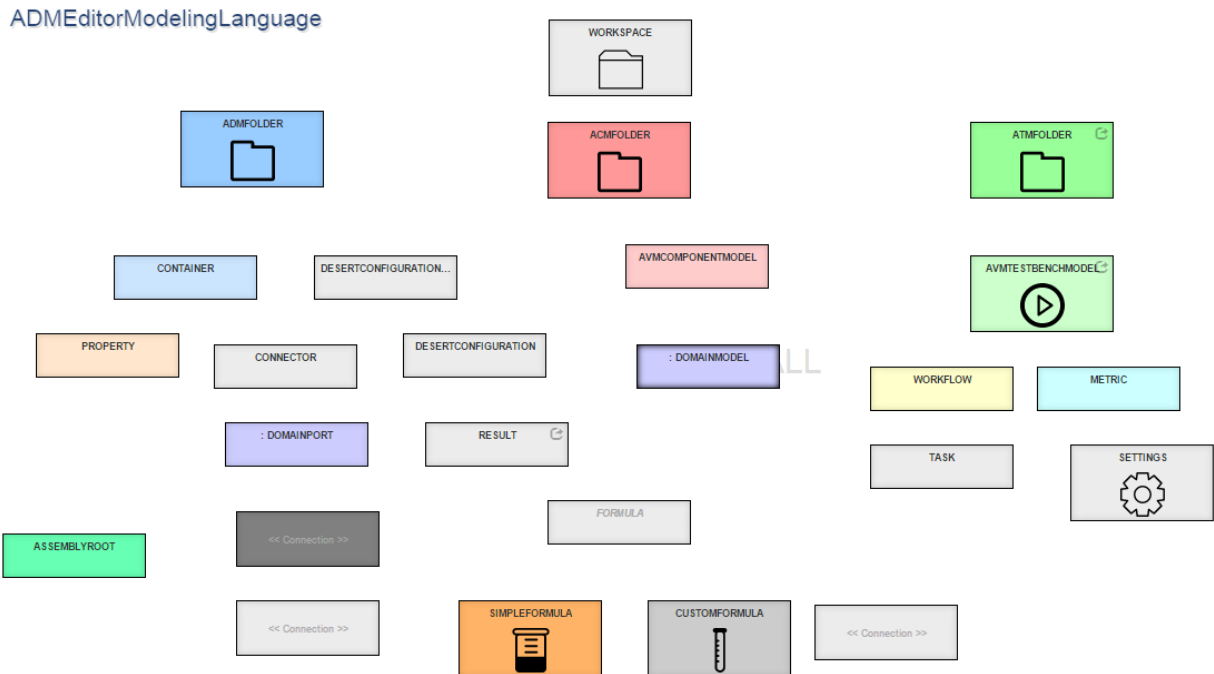 ADMEditorModelingLanguage
WORKSPACE
ADMFOLDER
ACMFOLDER
ATMFOLDER
CONTAINER
DESERTCONFIGURATION...
AVMCOMPONENTMODEL
AVMTESTBENCHMODEL
PROPERTY
CONNECTOR
DESERTCONFIGURATION
: DOMAINMODEL
LL
WORKFLOW
METRIC
: DOMAINPORT
RESULT
TASK
SETTINGS
FORMULA
<< Connection >>
ASSEMBLYROOT
<< Connection >>
SIMPLEFORMULA
CUSTOMFORMULA
<< Connection >>